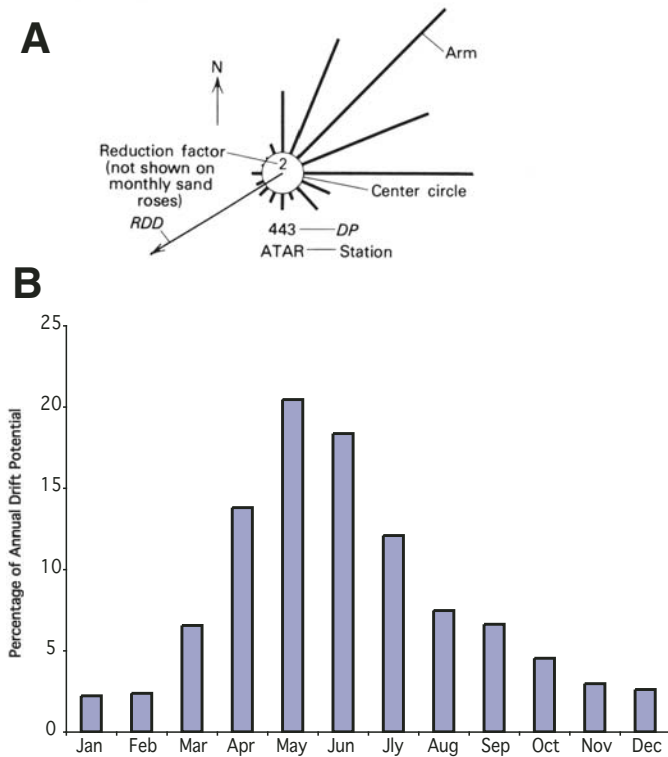 A
N
Arm
Reduction factor
(not shown on
monthly sand
roses)
2
Center circle
RDD
443 DP
ATAR Station
B
25
20
15
10
5
0
Percentage of Annual Drift Potential
Jan Feb Mar Apr May Jun Jly Aug Sep Oct Nov Dec